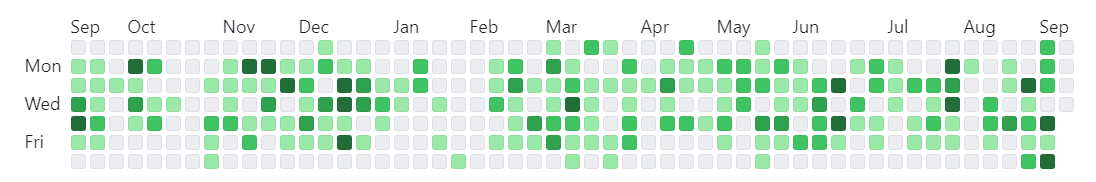 Sep Oct Nov Dec Jan Feb Mar Apr May Jun Jul Aug Sep
Mon
Wed
Fri